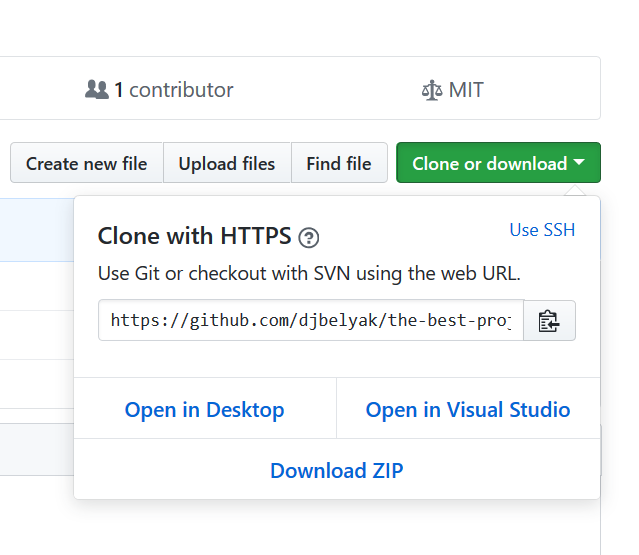 1 contributor MIT
Create new file Upload files Find file Clone or download
Clone with HTTPS ?
Use SSH
Use Git or checkout with SVN using the web URL.
https://github.com/djbelyak/the-best-proj
Open in Desktop Open in Visual Studio
Download ZIP